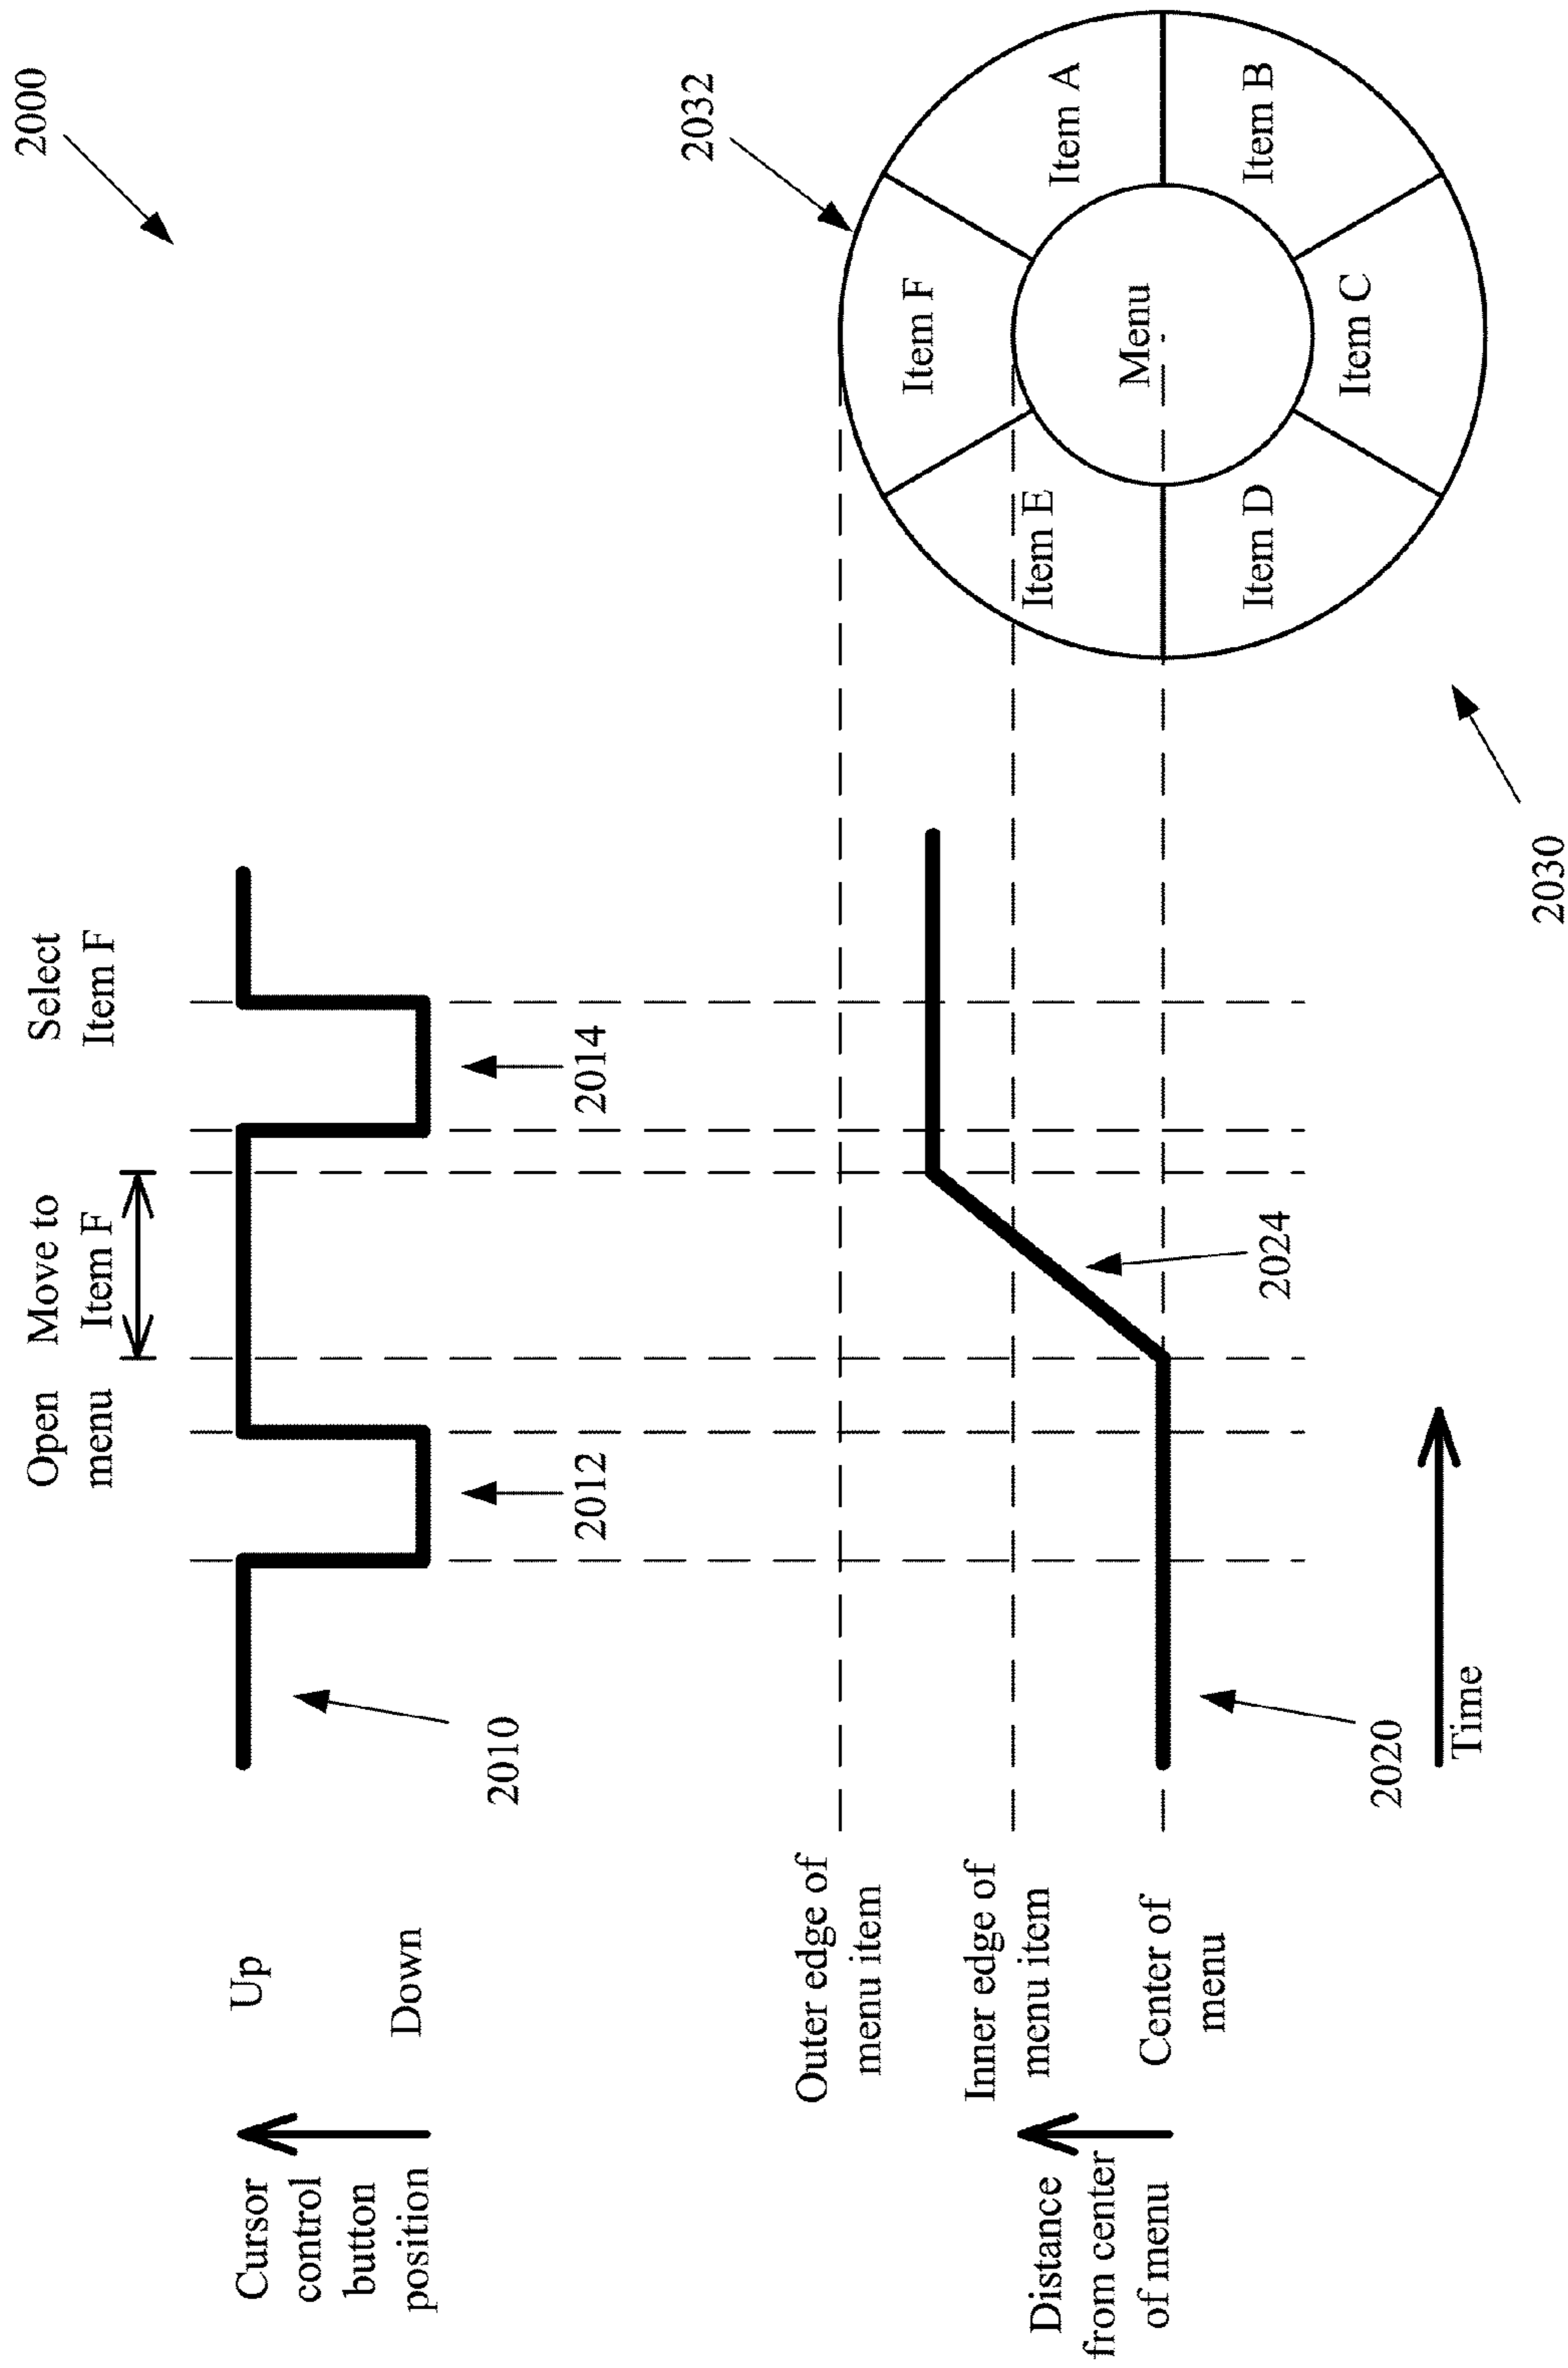 2000
Open
menu
Move to
Item F
Select
Item F
Cursor
control
button
position
Up
Down
2010
2012
2014
2032
Distance
from center
of menu
Outer edge of
menu item
Inner edge of
menu item
Center of
menu
2020
2024
Time
Menu
Item A
Item B
Item C
Item D
Item E
Item F
2030